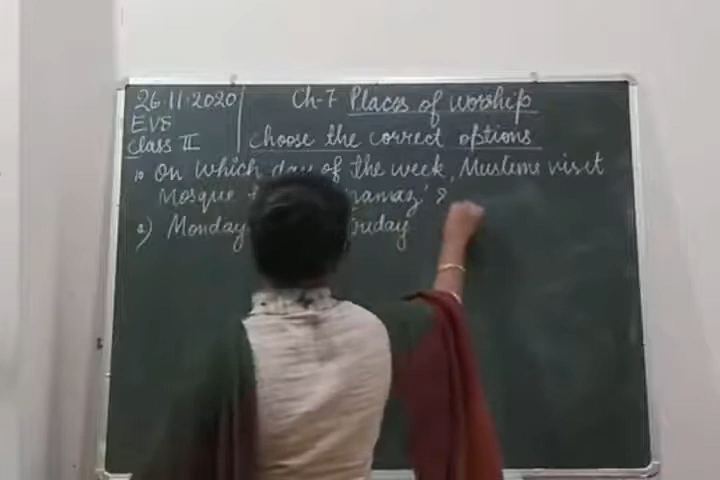 26.11.2020
EVS
Class II
Ch-7 Places of worship
choose the correct options
1) On which day of the week, Muslims visit
Mosque namaz' ?
a) Monday Friday